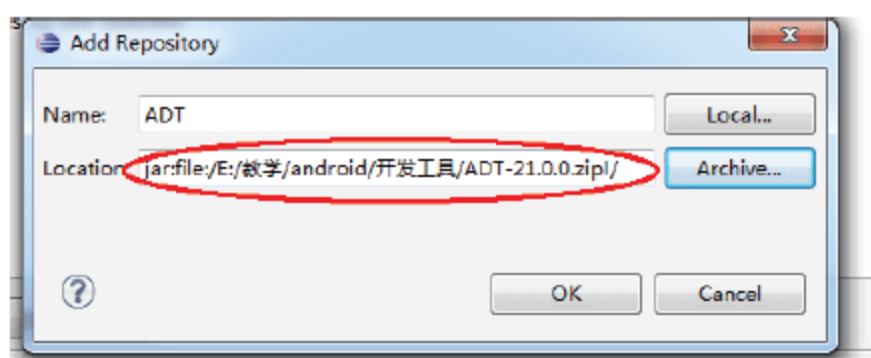 Add Repository
Name: ADT Local...
Location: jar:file:/E:/教学/android/开发工具/ADT-21.0.0.zip!/ Archive...
OK Cancel